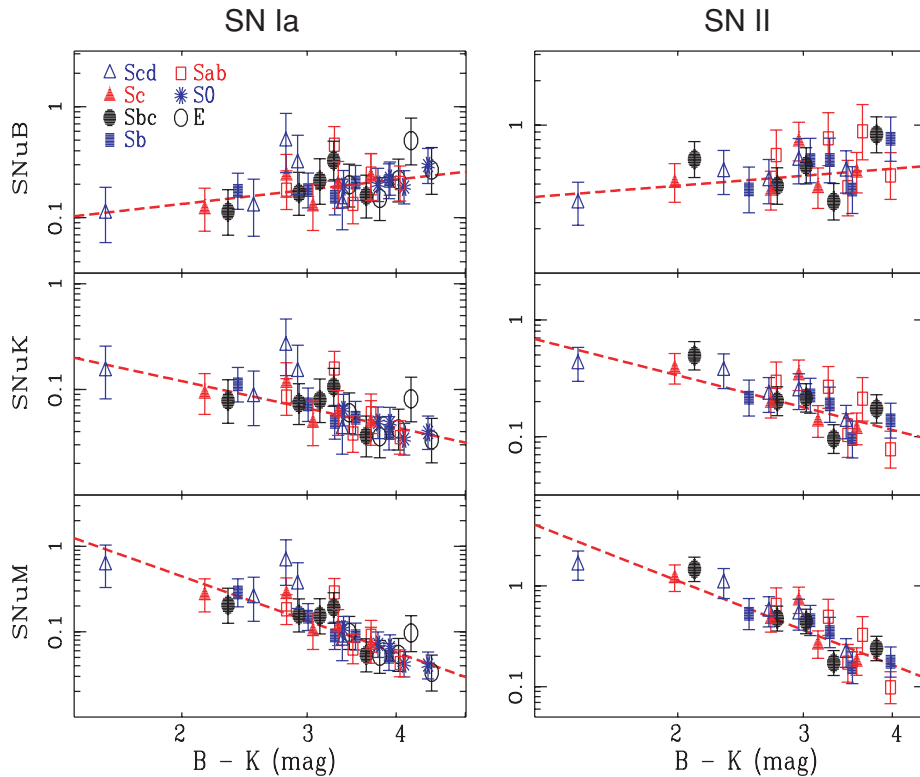 SN Ia SN II
Scd Sab
Sc S0
Sbc E
Sb
SNuB
1
0.1
1
SNuK
1
0.1
1
0.1
SNuM
1
0.1
1
0.1
2 3 4 2 3 4
B – K (mag) B – K (mag)